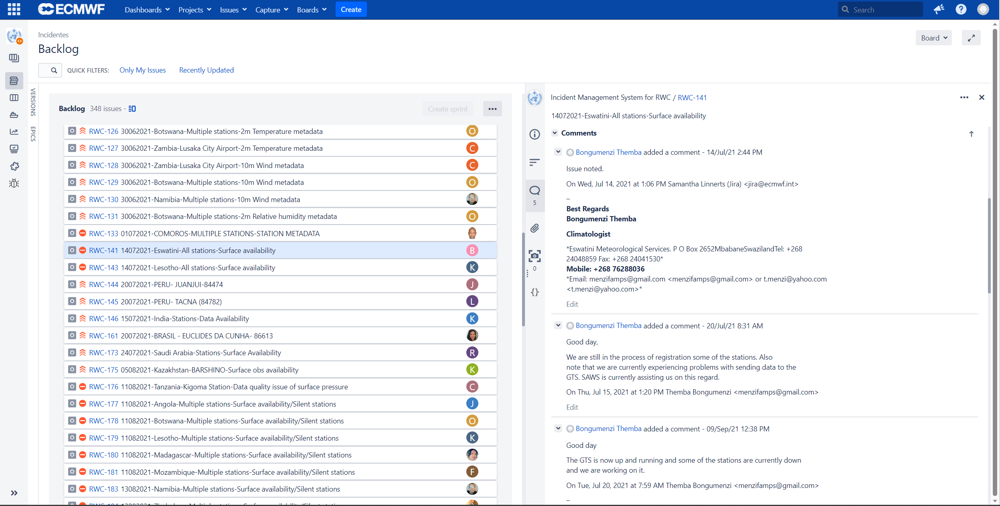 ECMWF
Dashboards Projects Issues Capture Boards Create
Search
Incidentes
Backlog
Board
QUICK FILTERS: Only My Issues Recently Updated
VERSIONS
EPICS
Backlog 348 issues -
Create sprint
RWC-126 30062021-Botswana-Multiple stations-2m Temperature metadata O
RWC-127 30062021-Zambia-Lusaka City Airport-2m Temperature metadata C
RWC-128 30062021-Zambia-Lusaka City Airport-10m Wind metadata C
RWC-129 30062021-Botswana-Multiple stations-10m Wind metadata O
RWC-130 30062021-Namibia-Multiple stations-10m Wind metadata
RWC-131 30062021-Botswana-Multiple stations-2m Relative humidity metadata O
RWC-133 01072021-COMOROS-MULTIPLE STATIONS-STATION METADATA
RWC-141 14072021-Eswatini-All stations-Surface availability B
RWC-143 14072021-Lesotho-All stations-Surface availability K
RWC-144 20072021-PERU- JUANJUI-84474 J
RWC-145 20072021-PERU- TACNA (84782) L
RWC-146 15072021-India-Stations-Data Availability K
RWC-161 20072021-BRASIL - EUCLIDES DA CUNHA- 86613
RWC-173 24072021-Saudi Arabia-Stations-Surface Availability R
RWC-175 05082021-Kazakhstan-BARSHINO-Surface obs availability K
RWC-176 11082021-Tanzania-Kigoma Station-Data quality issue of surface pressure C
RWC-177 11082021-Angola-Multiple stations-Surface availability/Silent stations J
RWC-178 11082021-Botswana-Multiple stations-Surface availability/Silent stations O
RWC-179 11082021-Lesotho-Multiple stations-Surface availability/Silent stations K
RWC-180 11082021-Madagascar-Multiple stations-Surface availability/Silent stations
RWC-181 11082021-Mozambique-Multiple stations-Surface availability/Silent stations F
RWC-183 13082021-Namibia-Multiple stations-Surface availability/Silent stations
5
0
Incident Management System for RWC / RWC-141
14072021-Eswatini-All stations-Surface availability
Comments
Bongumenzi Themba added a comment - 14/Jul/21 2:44 PM
Issue noted.
On Wed, Jul 14, 2021 at 1:06 PM Samantha Linnerts (Jira) <jira@ecmwf.int>
–
Best Regards
Bongumenzi Themba
Climatologist
*Eswatini Meteorological Services. P O Box 2652MbabaneSwazilandTel: +268
24048859 Fax: +268 24041530*
Mobile: +268 76288036
*Email: menzifamps@gmail.com <menzifamps@gmail.com> or t.menzi@yahoo.com
<t.menzi@yahoo.com>*
Edit
Bongumenzi Themba added a comment - 20/Jul/21 8:31 AM
Good day,
We are still in the process of registration some of the stations. Also
note that we are currently experiencing problems with sending data to the
GTS. SAWS is currently assisting us on this regard.
On Thu, Jul 15, 2021 at 1:20 PM Themba Bongumenzi <menzifamps@gmail.com>
Edit
Bongumenzi Themba added a comment - 09/Sep/21 12:38 PM
Good day
The GTS is now up and running and some of the stations are currently down
and we are working on it.
On Tue, Jul 20, 2021 at 7:59 AM Themba Bongumenzi <menzifamps@gmail.com>
–